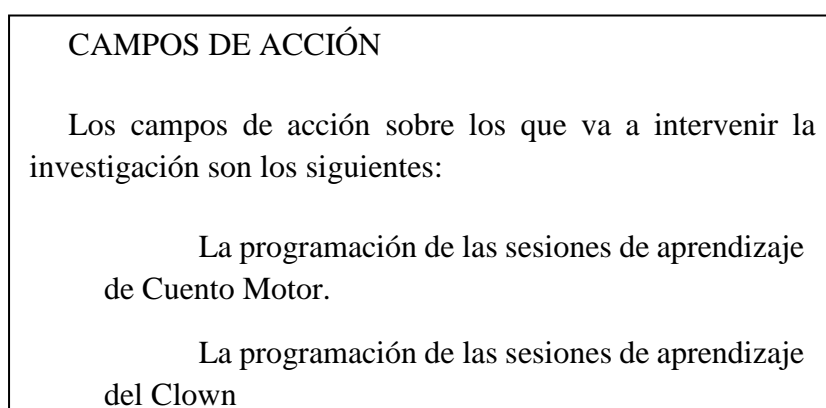 CAMPOS DE ACCIÓN
Los campos de acción sobre los que va a intervenir la
investigación son los siguientes:
La programación de las sesiones de aprendizaje
de Cuento Motor.
La programación de las sesiones de aprendizaje
del Clown